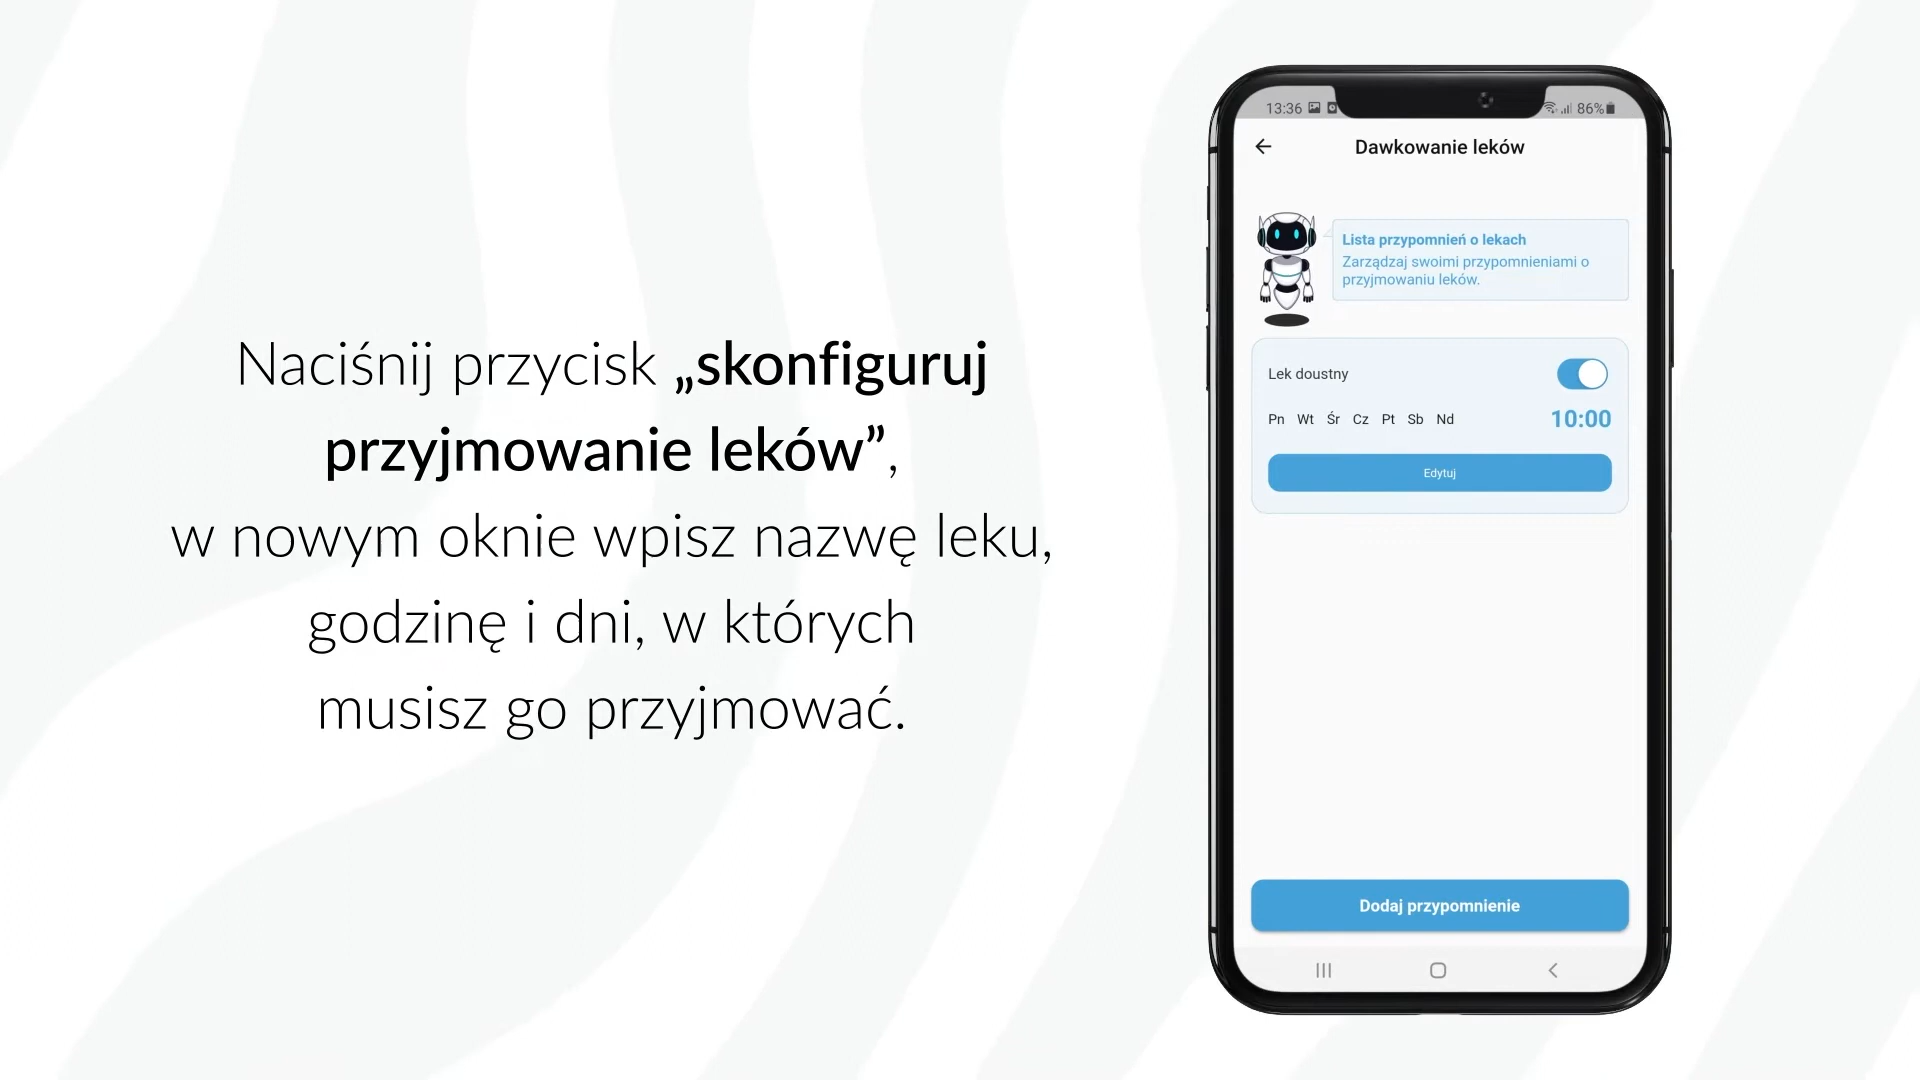 Naciśnij przycisk „skonfiguruj
przyjmowanie leków”,
w nowym oknie wpisz nazwę leku,
godzinę i dni, w których
musisz go przyjmować.
13:36
86%
Dawkowanie leków
Lista przypomnień o lekach
Zarządzaj swoimi przypomnieniami o
przyjmowaniu leków.
Lek doustny
Pn Wt Śr Cz Pt Sb Nd
10:00
Edytuj
Dodaj przypomnienie